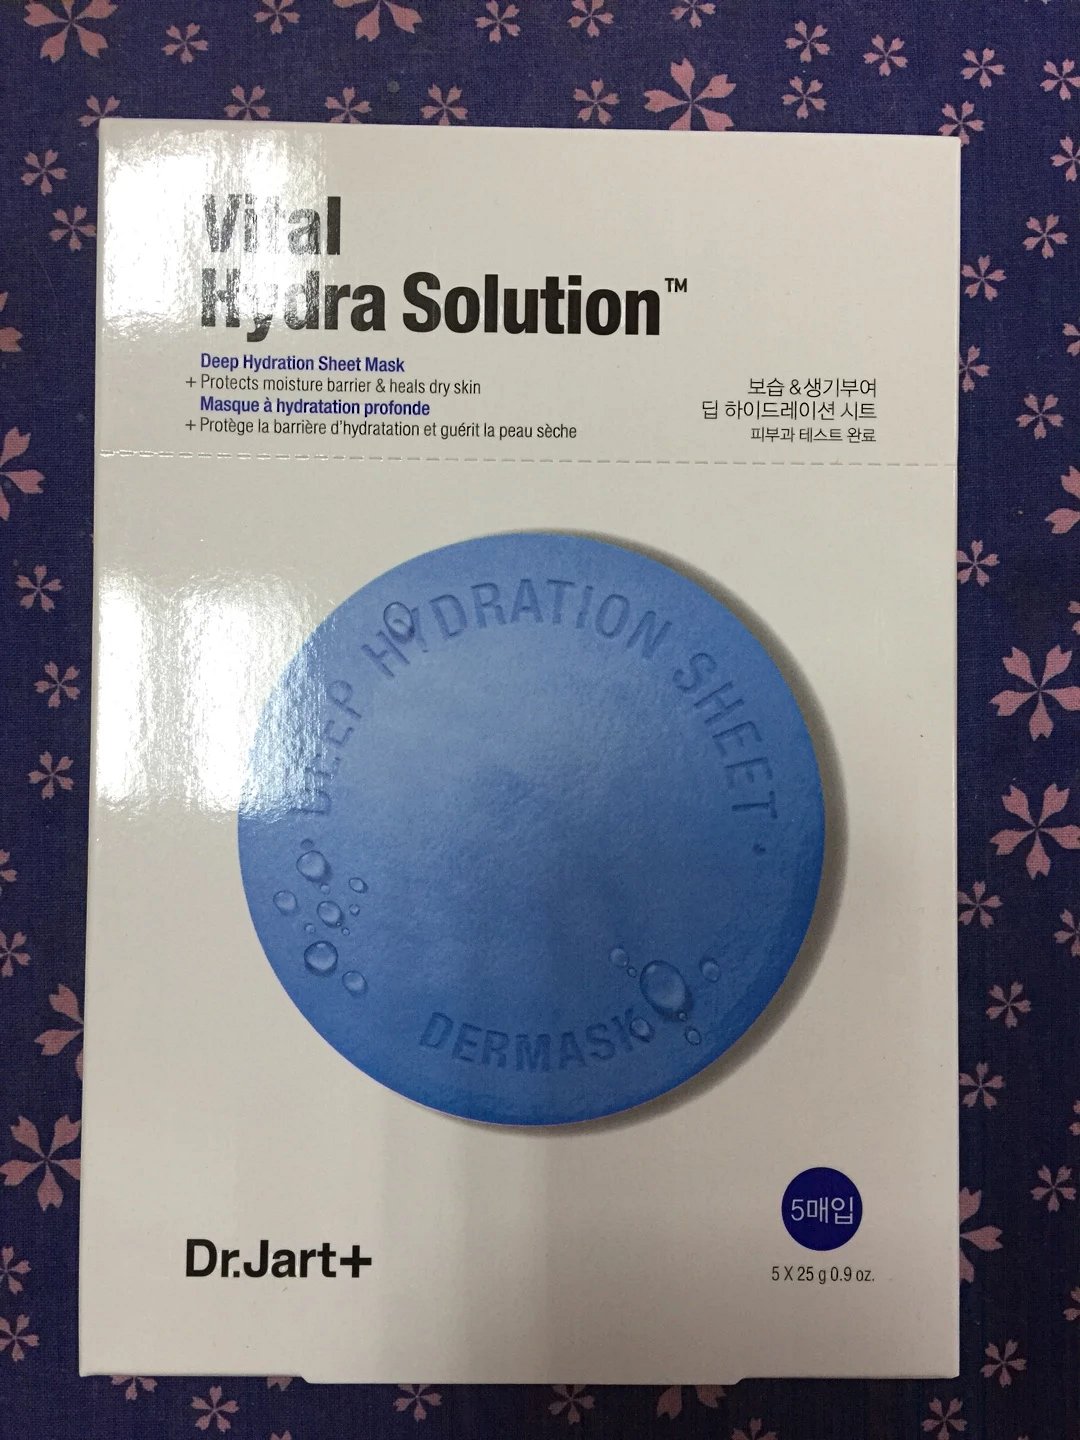 Vital
Hydra Solution™
Deep Hydration Sheet Mask
+ Protects moisture barrier & heals dry skin
Masque à hydratation profonde
+ Protège la barrière d'hydratation et guérit la peau sèche
보습 &생기부여
딥 하이드레이션 시트
피부과 테스트 완료
• DEEP HYDRATION SHEET •
DERMASK
5매입
5 X 25 g 0.9 oz.
Dr.Jart+